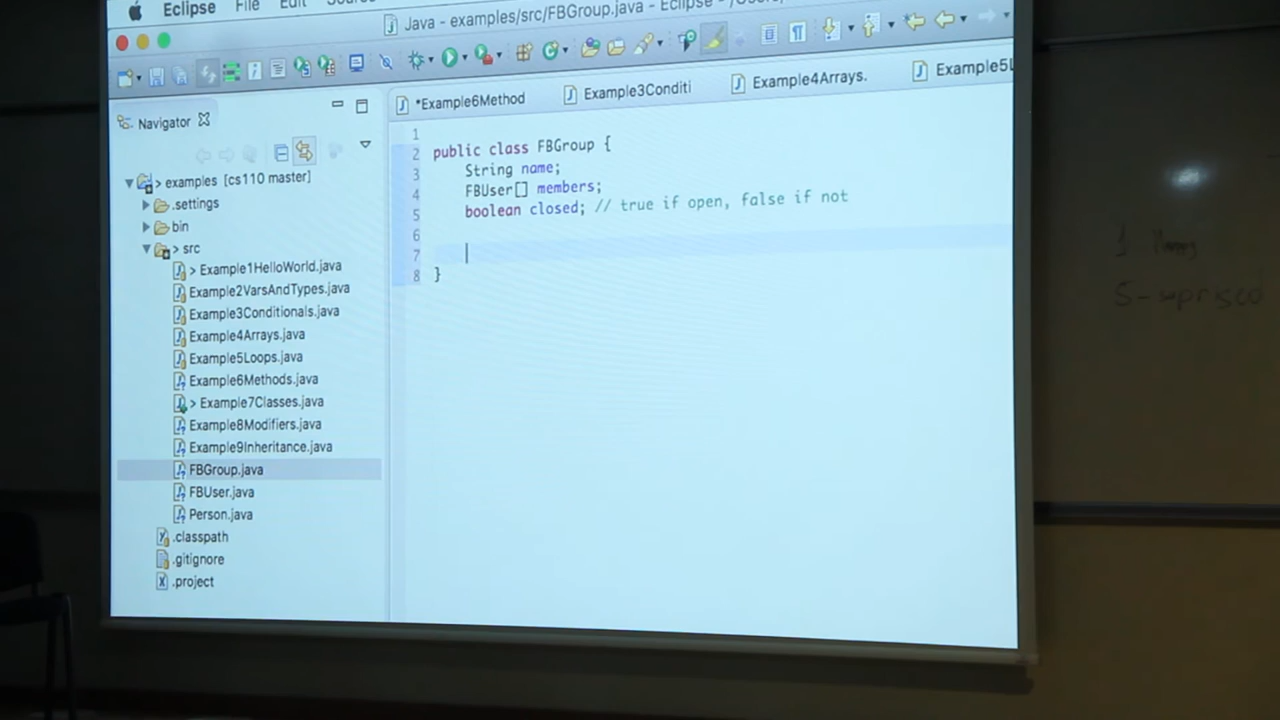 Eclipse File Edit
Java - examples/src/FBGroup.java - Eclipse -
Navigator
*Example6Method Example3Conditi Example4Arrays. Example5L
> examples [cs110 master]
.settings
bin
> src
> Example1HelloWorld.java
Example2VarsAndTypes.java
Example3Conditionals.java
Example4Arrays.java
Example5Loops.java
Example6Methods.java
> Example7Classes.java
Example8Modifiers.java
Example9Inheritance.java
FBGroup.java
FBUser.java
Person.java
.classpath
.gitignore
.project
1
2 public class FBGroup {
3 String name;
4 FBUser[] members;
5 boolean closed; // true if open, false if not
6
7
8 }